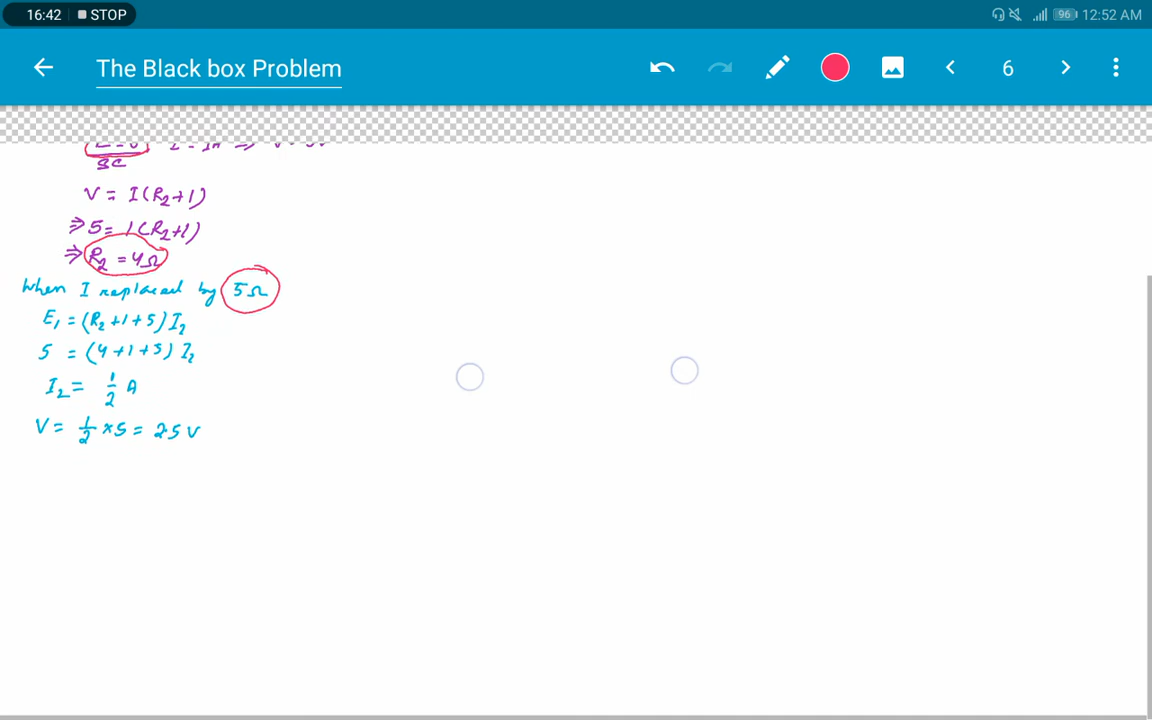 16:42 STOP 96 12:52 AM
The Black box Problem 6
SC
V = I(R₂+1)
⇒ 5 = 1(R₂+1)
⇒ R₂ = 4Ω
When I replaced by 5Ω
E₁ = (R₂+1+5)I₂
5 = (4+1+5)I₂
I₂ = 1/2 A
V = 1/2 × 5 = 2.5 V